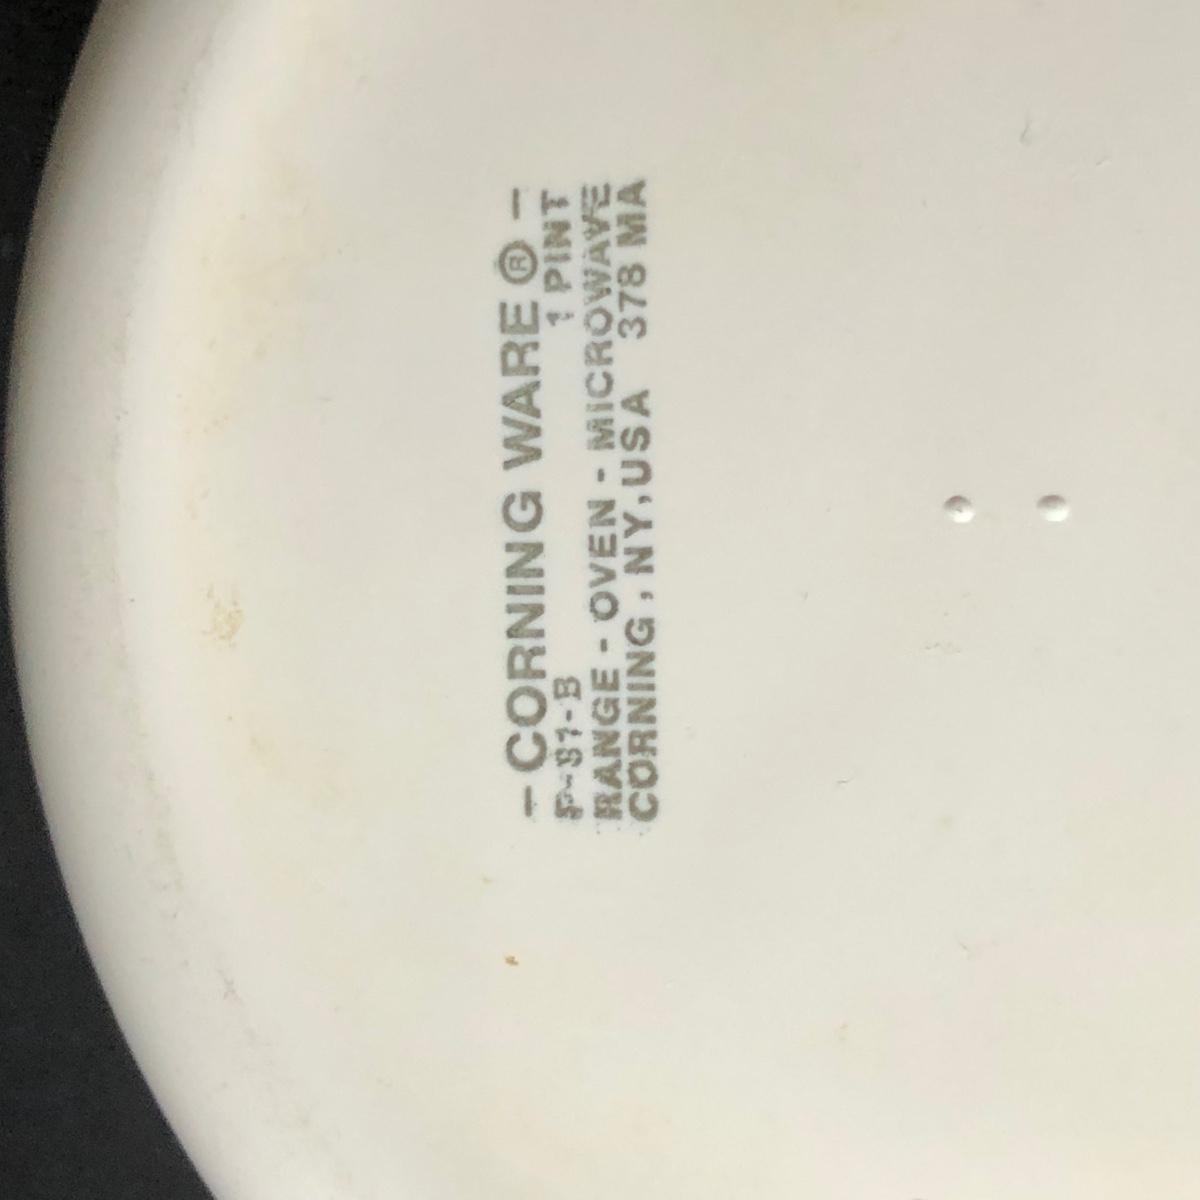 - CORNING WARE ® -
P-81-B 1 PINT
RANGE - OVEN - MICROWAVE
CORNING, NY, USA 378 MA